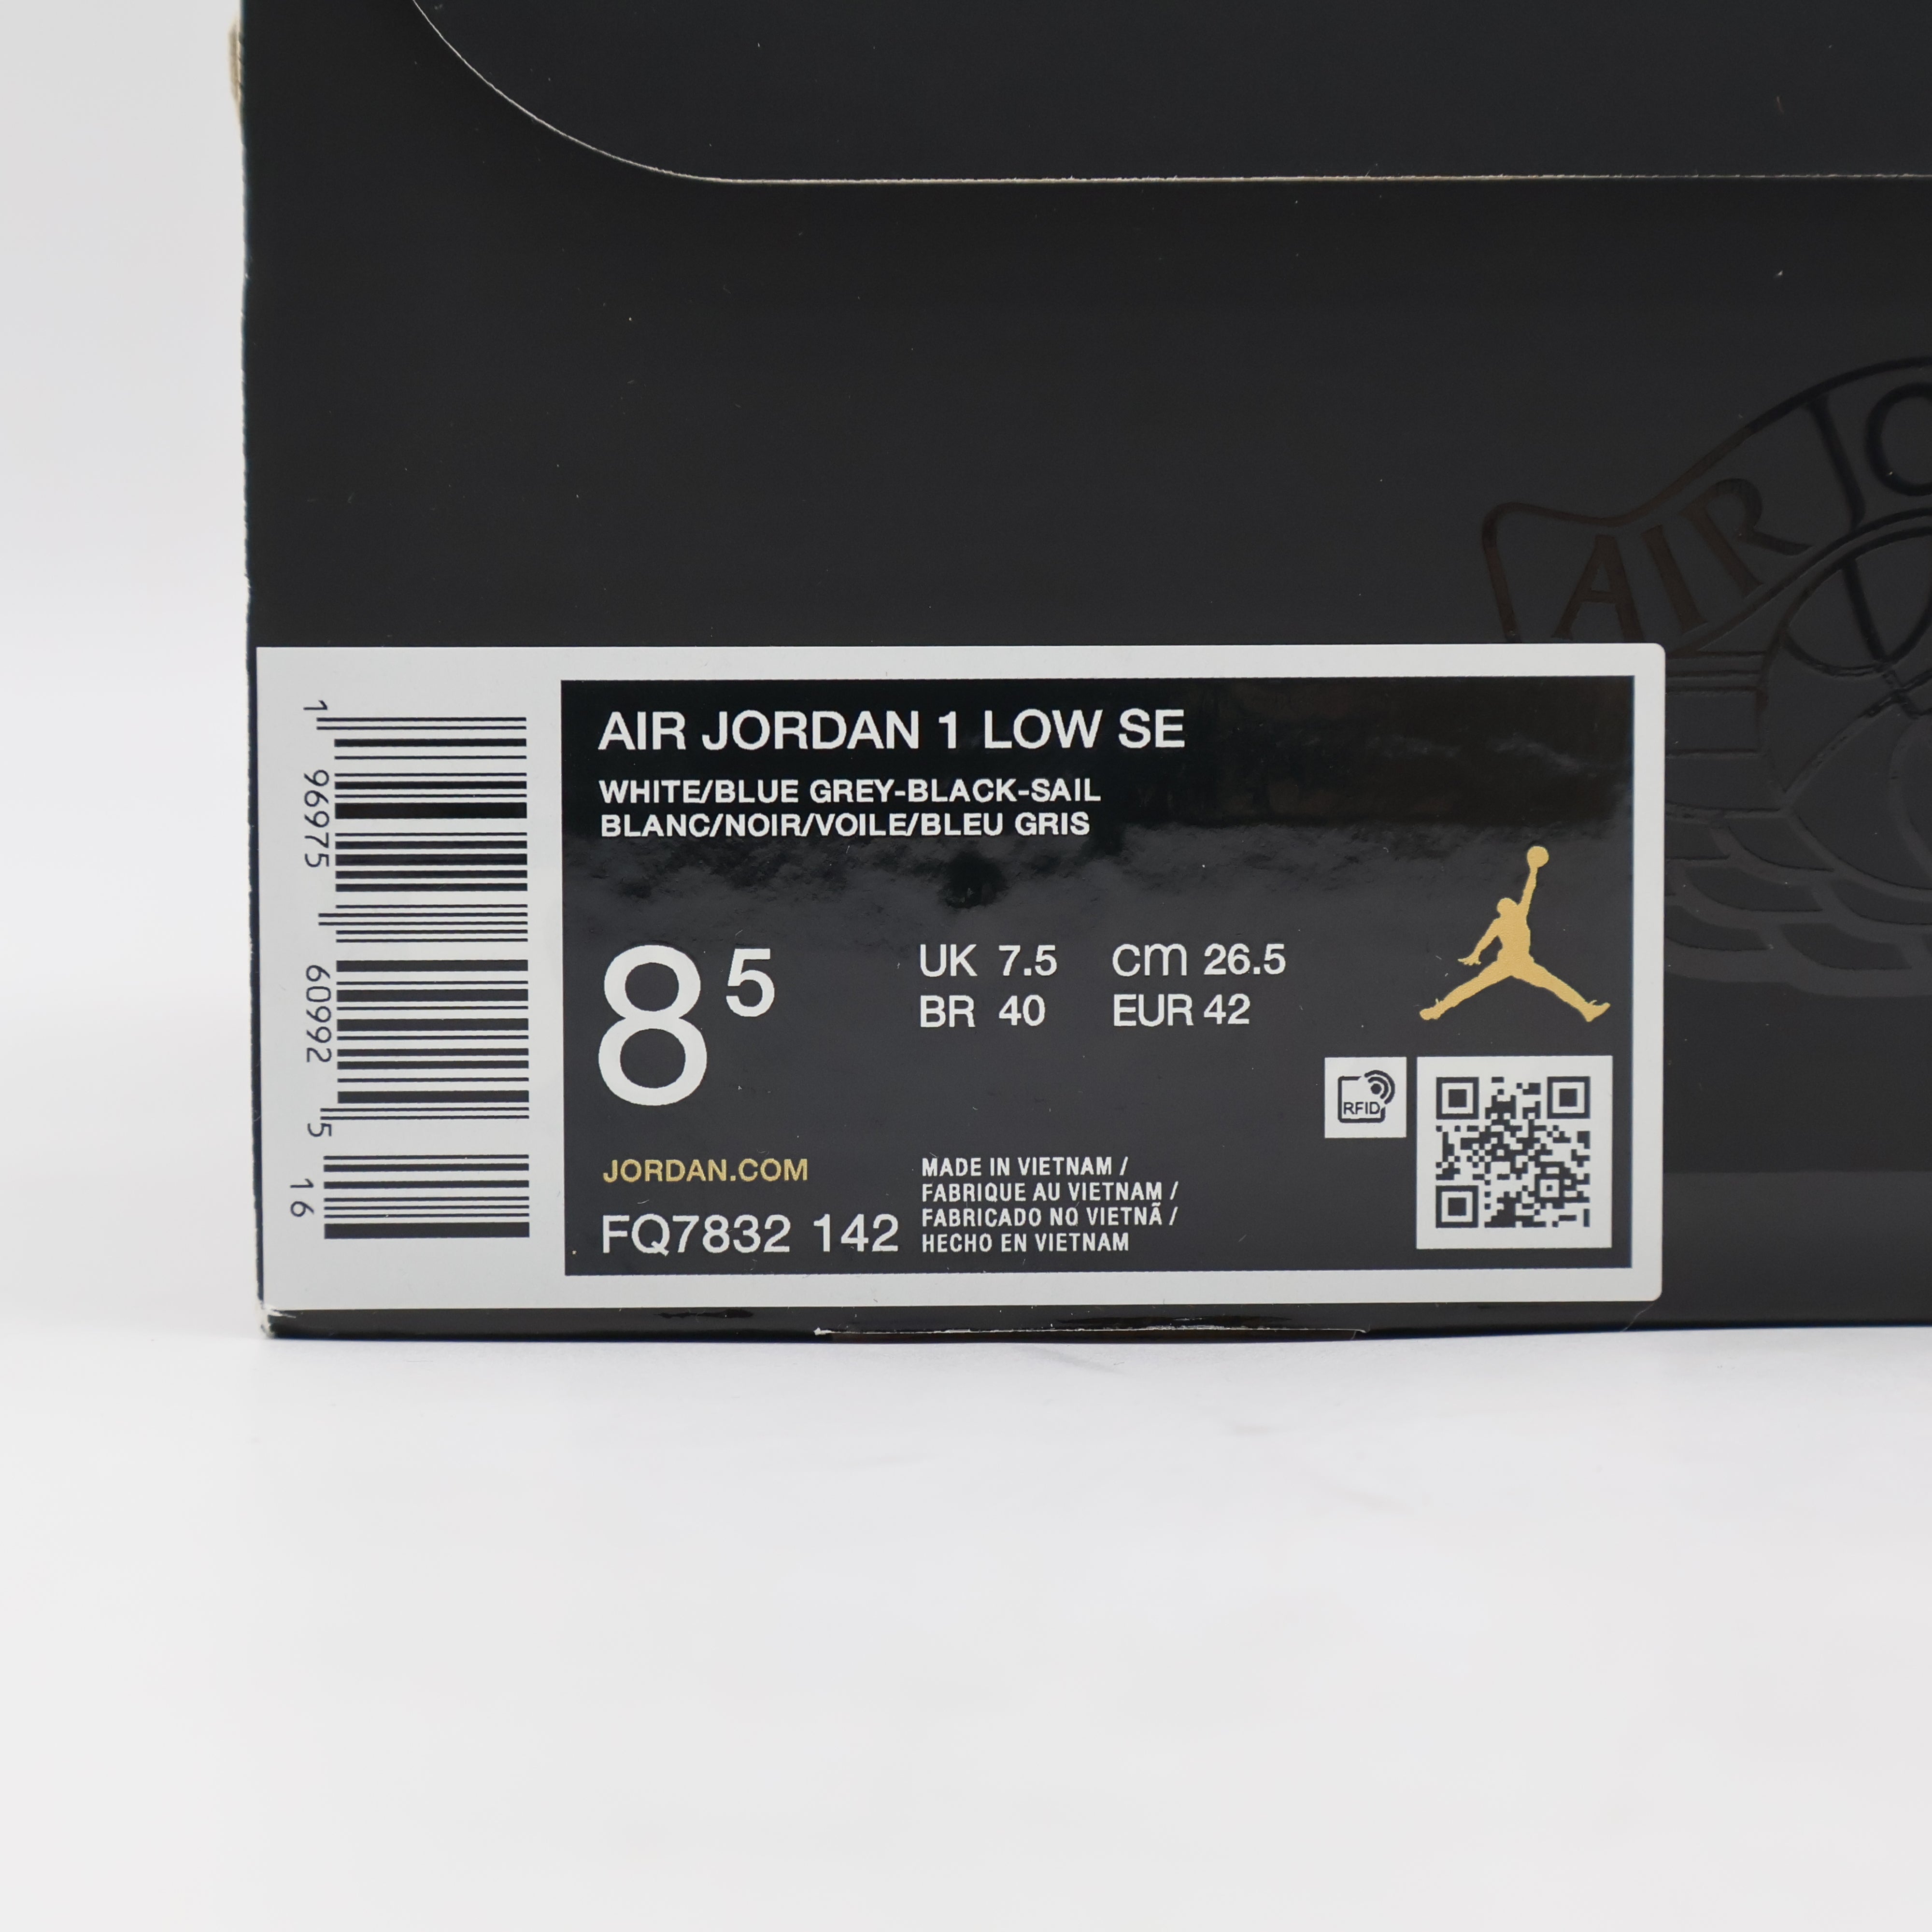 AIR JO
AIR JORDAN 1 LOW SE
WHITE/BLUE GREY-BLACK-SAIL
BLANC/NOIR/VOILE/BLEU GRIS
8 5
UK 7.5 cm 26.5
BR 40 EUR 42
RFID
JORDAN.COM
FQ7832 142
MADE IN VIETNAM /
FABRIQUE AU VIETNAM /
FABRICADO NO VIETNÃ /
HECHO EN VIETNAM
1 96975 60992 5
16